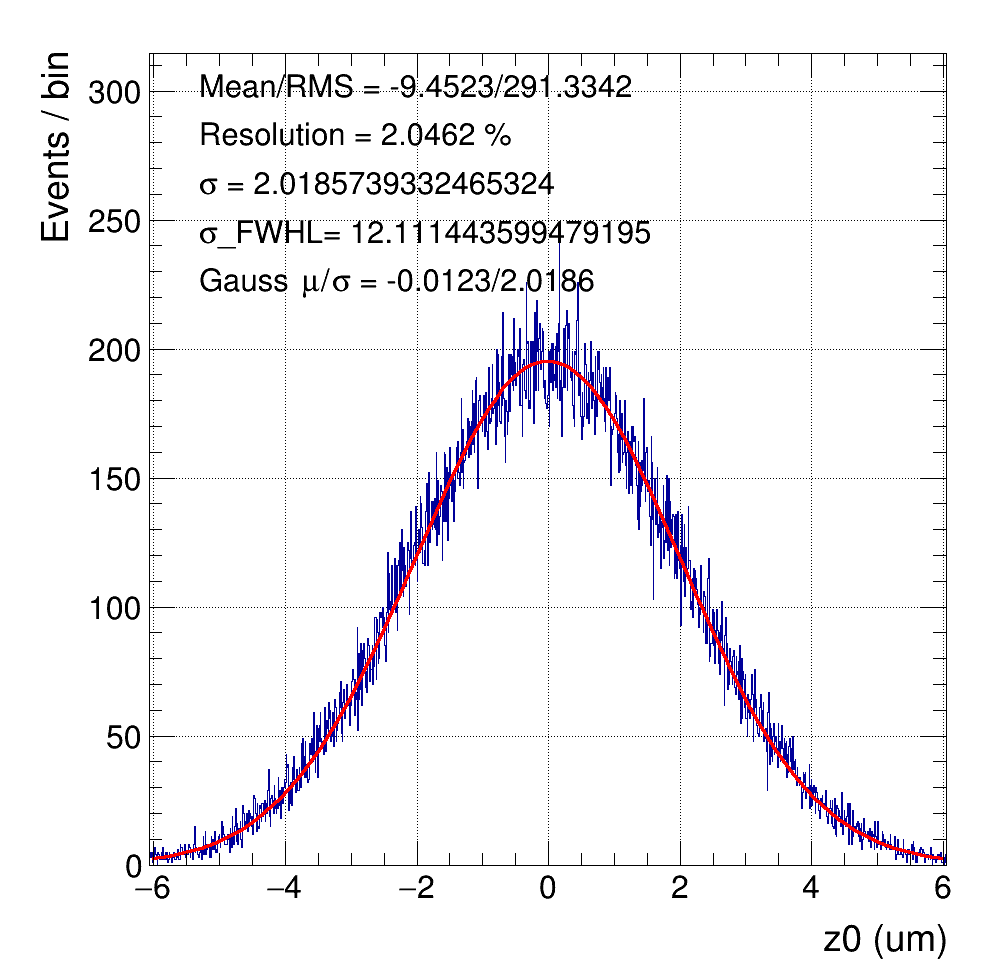 Events / bin
Mean/RMS = -9.4523/291.3342
Resolution = 2.0462 %
σ = 2.0185739332465324
σ_FWHL= 12.111443599479195
Gauss μ/σ = -0.0123/2.0186
300
250
200
150
100
50
0
−6 −4 −2 0 2 4 6
z0 (um)